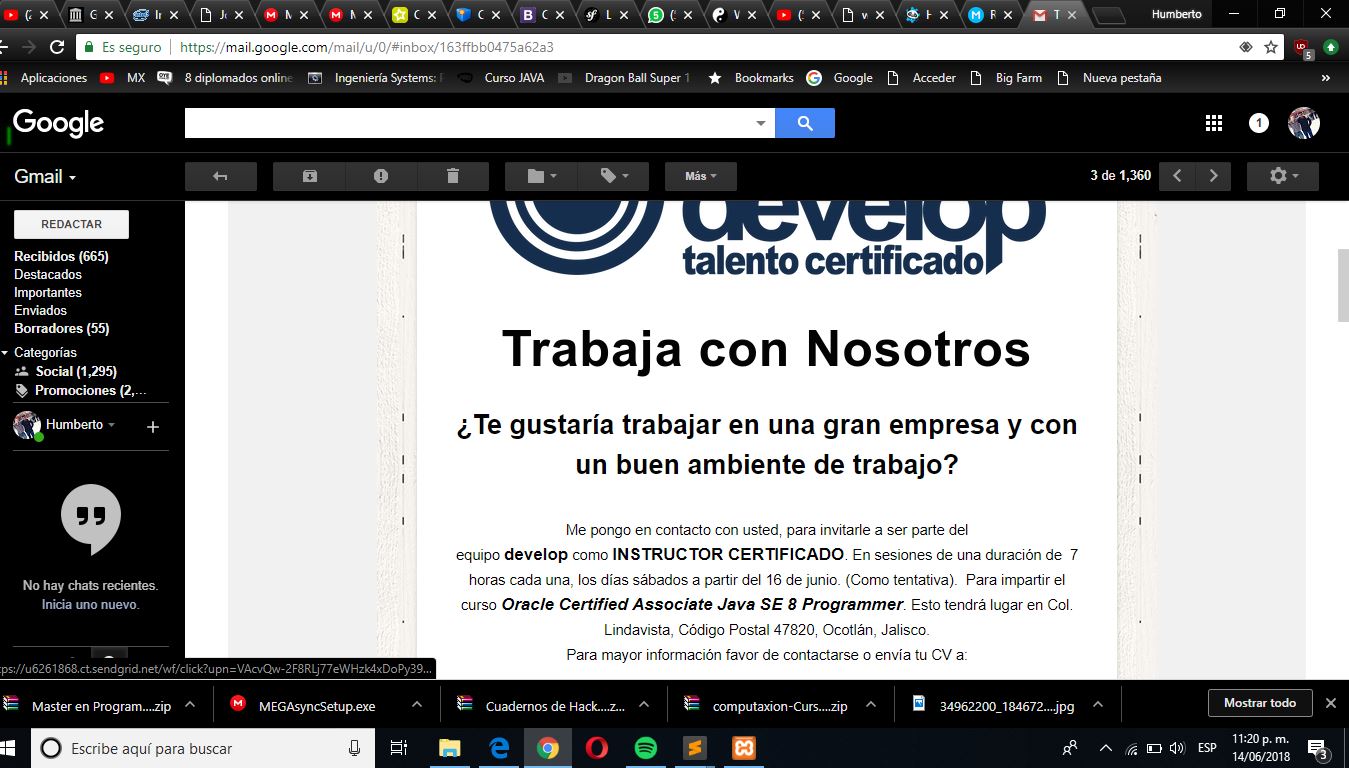 Humberto
Es seguro
https://mail.google.com/mail/u/0/#inbox/163ffbb0475a62a3
5
Aplicaciones
MX
8 diplomados online
Ingeniería Systems:
Curso JAVA
Dragon Ball Super 1
Bookmarks
Google
Acceder
Big Farm
Nueva pestaña
»
Google
1
Gmail
Más
3 de 1,360
REDACTAR
Recibidos (665)
Destacados
Importantes
Enviados
Borradores (55)
Categorías
Social (1,295)
Promociones (2,...
Humberto
+
No hay chats recientes.
Inicia uno nuevo.
develop
talento certificado
Trabaja con Nosotros
¿Te gustaría trabajar en una gran empresa y con
un buen ambiente de trabajo?
Me pongo en contacto con usted, para invitarle a ser parte del
equipo develop como INSTRUCTOR CERTIFICADO. En sesiones de una duración de 7
horas cada una, los días sábados a partir del 16 de junio. (Como tentativa). Para impartir el
curso Oracle Certified Associate Java SE 8 Programmer. Esto tendrá lugar en Col.
Lindavista, Código Postal 47820, Ocotlán, Jalisco.
Para mayor información favor de contactarse o envía tu CV a:
tps://u6261868.ct.sendgrid.net/wf/click?upn=VAcvQw-2F8RLj77eWHzk4xDoPy39...
Master en Program....zip
MEGAsyncSetup.exe
Cuadernos de Hack....z...
computaxion-Curs....zip
34962200_184672....jpg
Mostrar todo
Escribe aquí para buscar
ESP
11:20 p. m.
14/06/2018
3